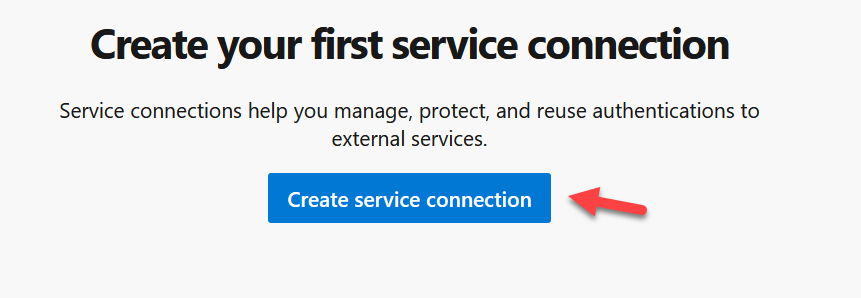 Create your first service connection
Service connections help you manage, protect, and reuse authentications to
external services.
Create service connection